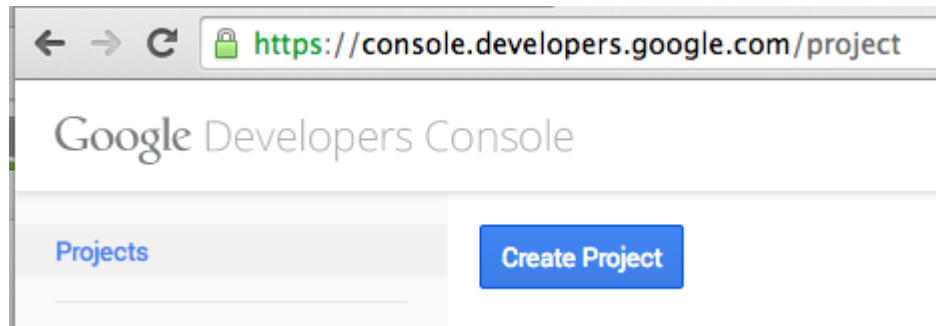 https://console.developers.google.com/project
Google Developers Console
Projects
Create Project